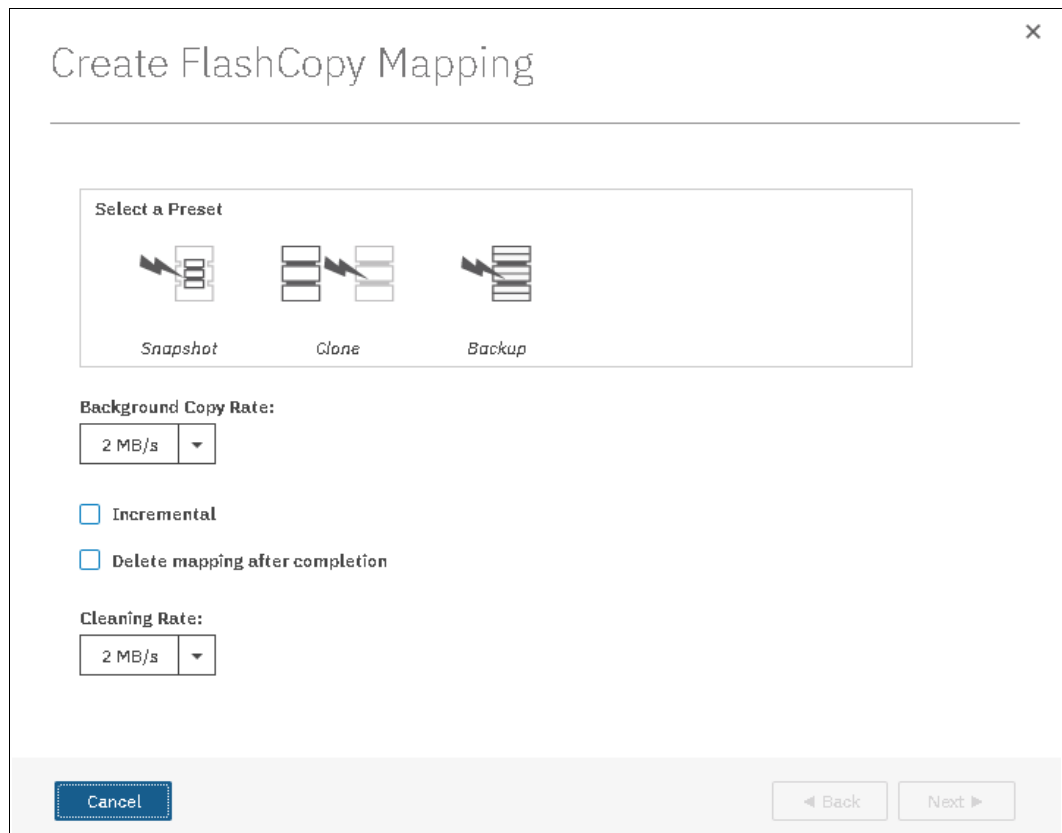 Create FlashCopy Mapping
Select a Preset
Snapshot Clone Backup
Background Copy Rate:
2 MB/s
Incremental
Delete mapping after completion
Cleaning Rate:
2 MB/s
Cancel Back Next